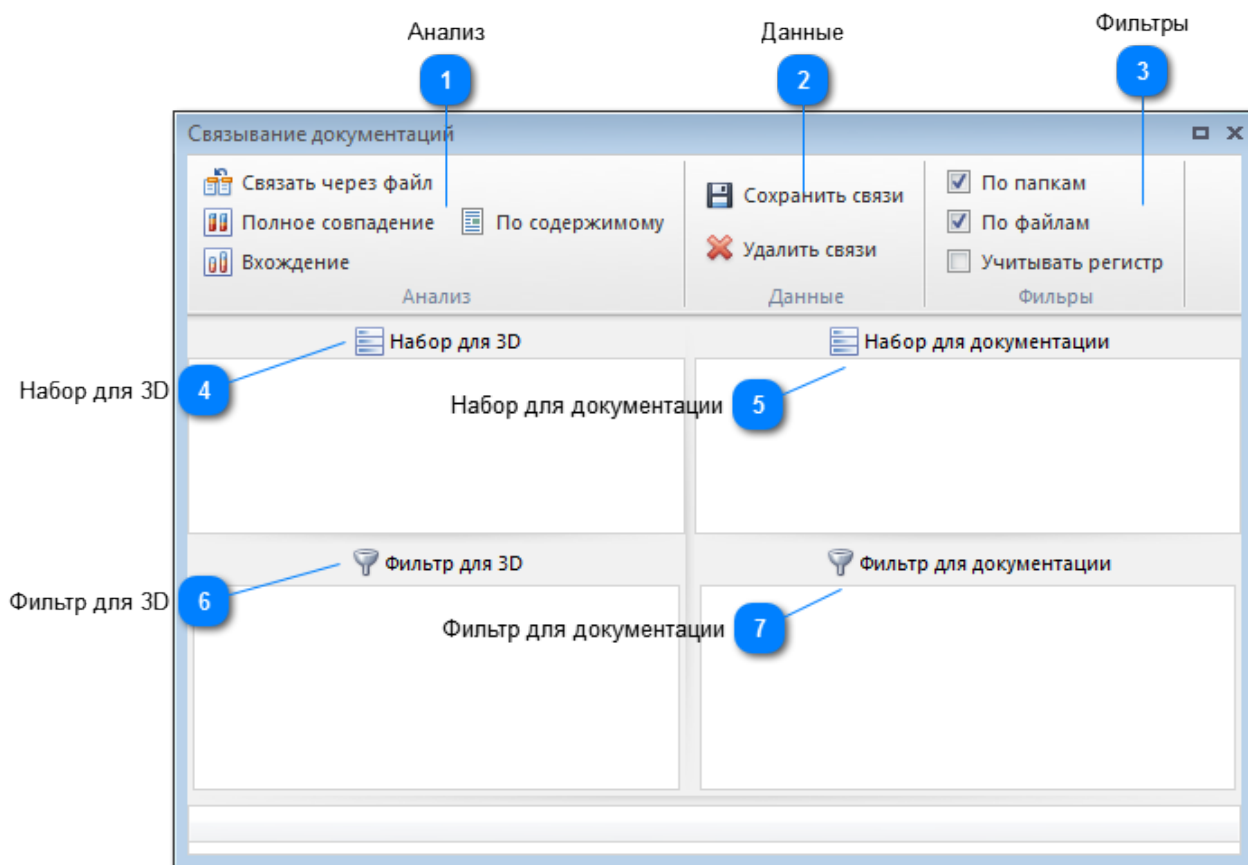 Анализ
Данные
Фильтры
1
2
3
Связывание документаций
Связать через файл
Полное совпадение
По содержимому
Вхождение
Анализ
Сохранить связи
Удалить связи
Данные
По папкам
По файлам
Учитывать регистр
Фильры
Набор для 3D
Набор для документации
Набор для 3D 4
Набор для документации 5
Фильтр для 3D
Фильтр для документации
Фильтр для 3D 6
Фильтр для документации 7